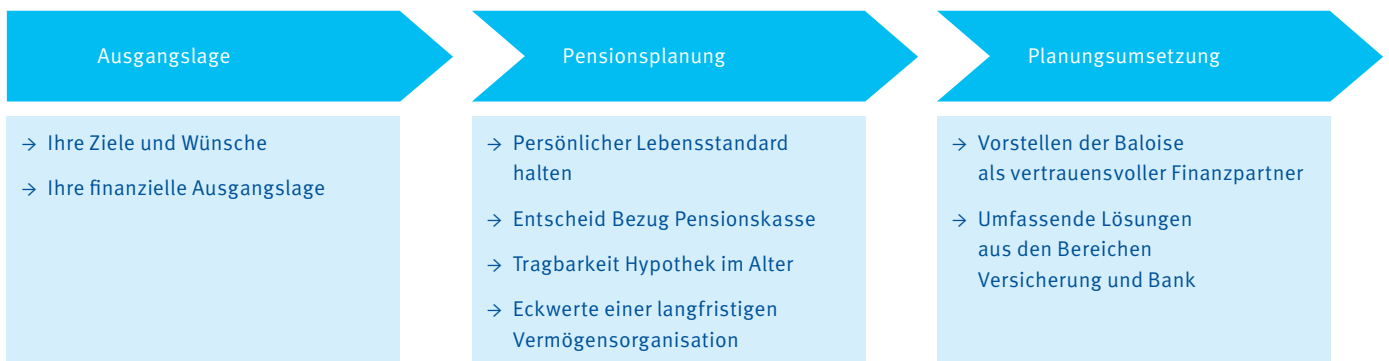 Ausgangslage
→ Ihre Ziele und Wünsche
→ Ihre finanzielle Ausgangslage
Pensionsplanung
→ Persönlicher Lebensstandard
halten
→ Entscheid Bezug Pensionskasse
→ Tragbarkeit Hypothek im Alter
→ Eckwerte einer langfristigen
Vermögensorganisation
Planungsumsetzung
→ Vorstellen der Baloise
als vertrauensvoller Finanzpartner
→ Umfassende Lösungen
aus den Bereichen
Versicherung und Bank